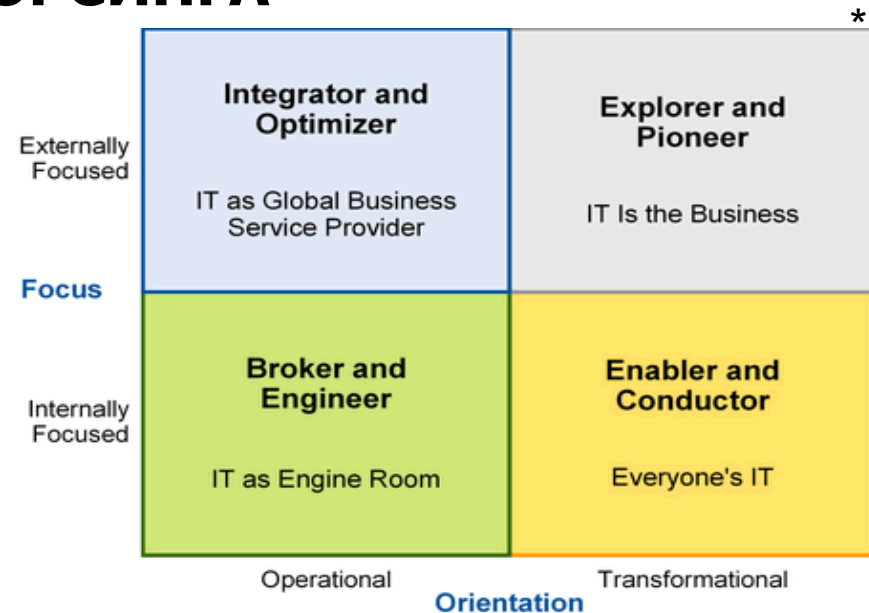 *
Integrator and
Optimizer
Explorer and
Pioneer
Externally
Focused
IT as Global Business
Service Provider
IT Is the Business
Focus
Broker and
Engineer
Enabler and
Conductor
Internally
Focused
IT as Engine Room
Everyone's IT
Operational
Transformational
Orientation